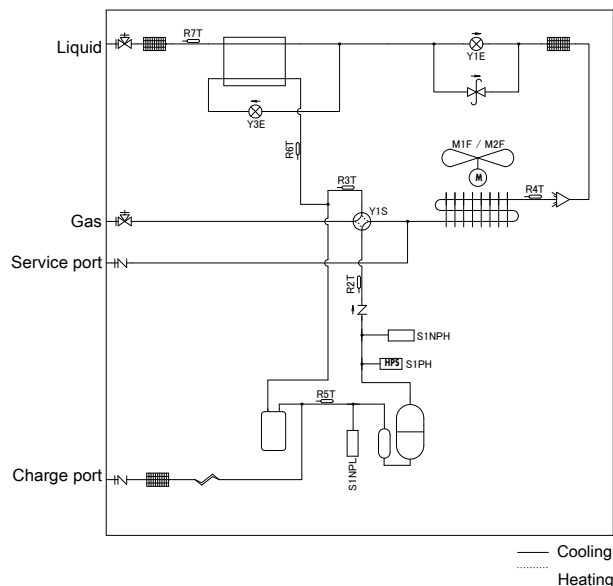 Liquid
R7T
Y1E
Y3E
R6T
M1F / M2F
M
R3T
R4T
Gas
Y1S
Service port
R2T
S1NPH
HPS S1PH
R5T
S1NPL
Charge port
Cooling
Heating